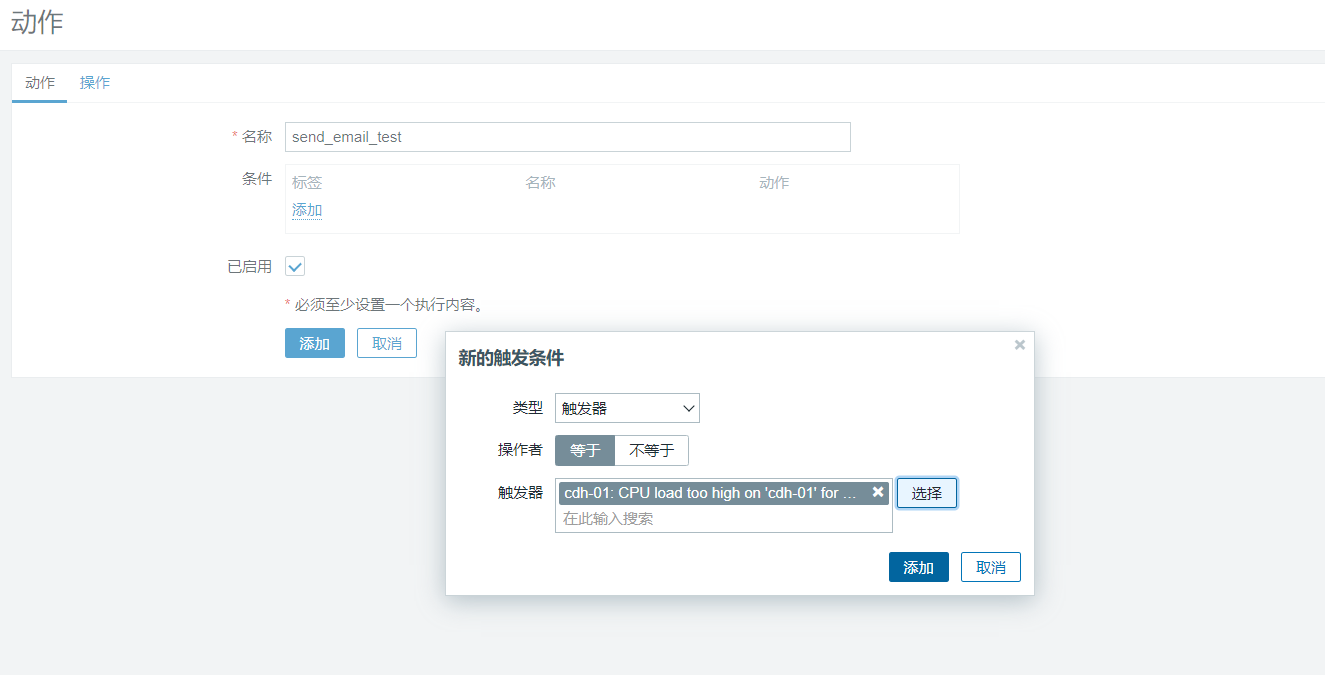 动作
动作 操作
* 名称 send_email_test
条件 标签 名称 动作
添加
已启用
* 必须至少设置一个执行内容。
添加 取消
新的触发条件
类型 触发器
操作者 等于 不等于
触发器 cdh-01: CPU load too high on 'cdh-01' for ... 选择
在此输入搜索
添加 取消